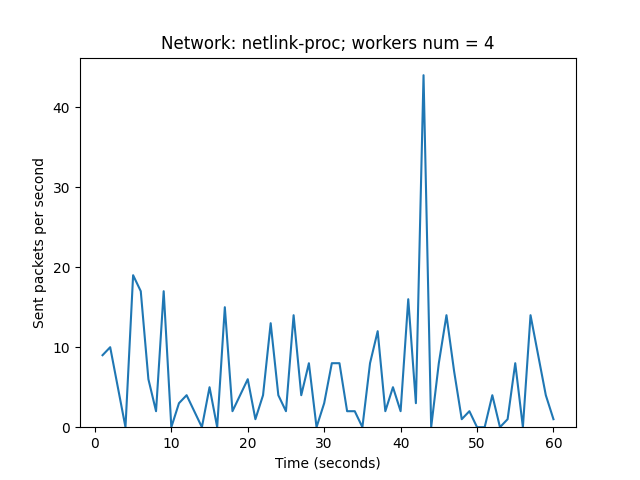 Network: netlink-proc; workers num = 4
Sent packets per second
40
30
20
10
0
0 10 20 30 40 50 60
Time (seconds)